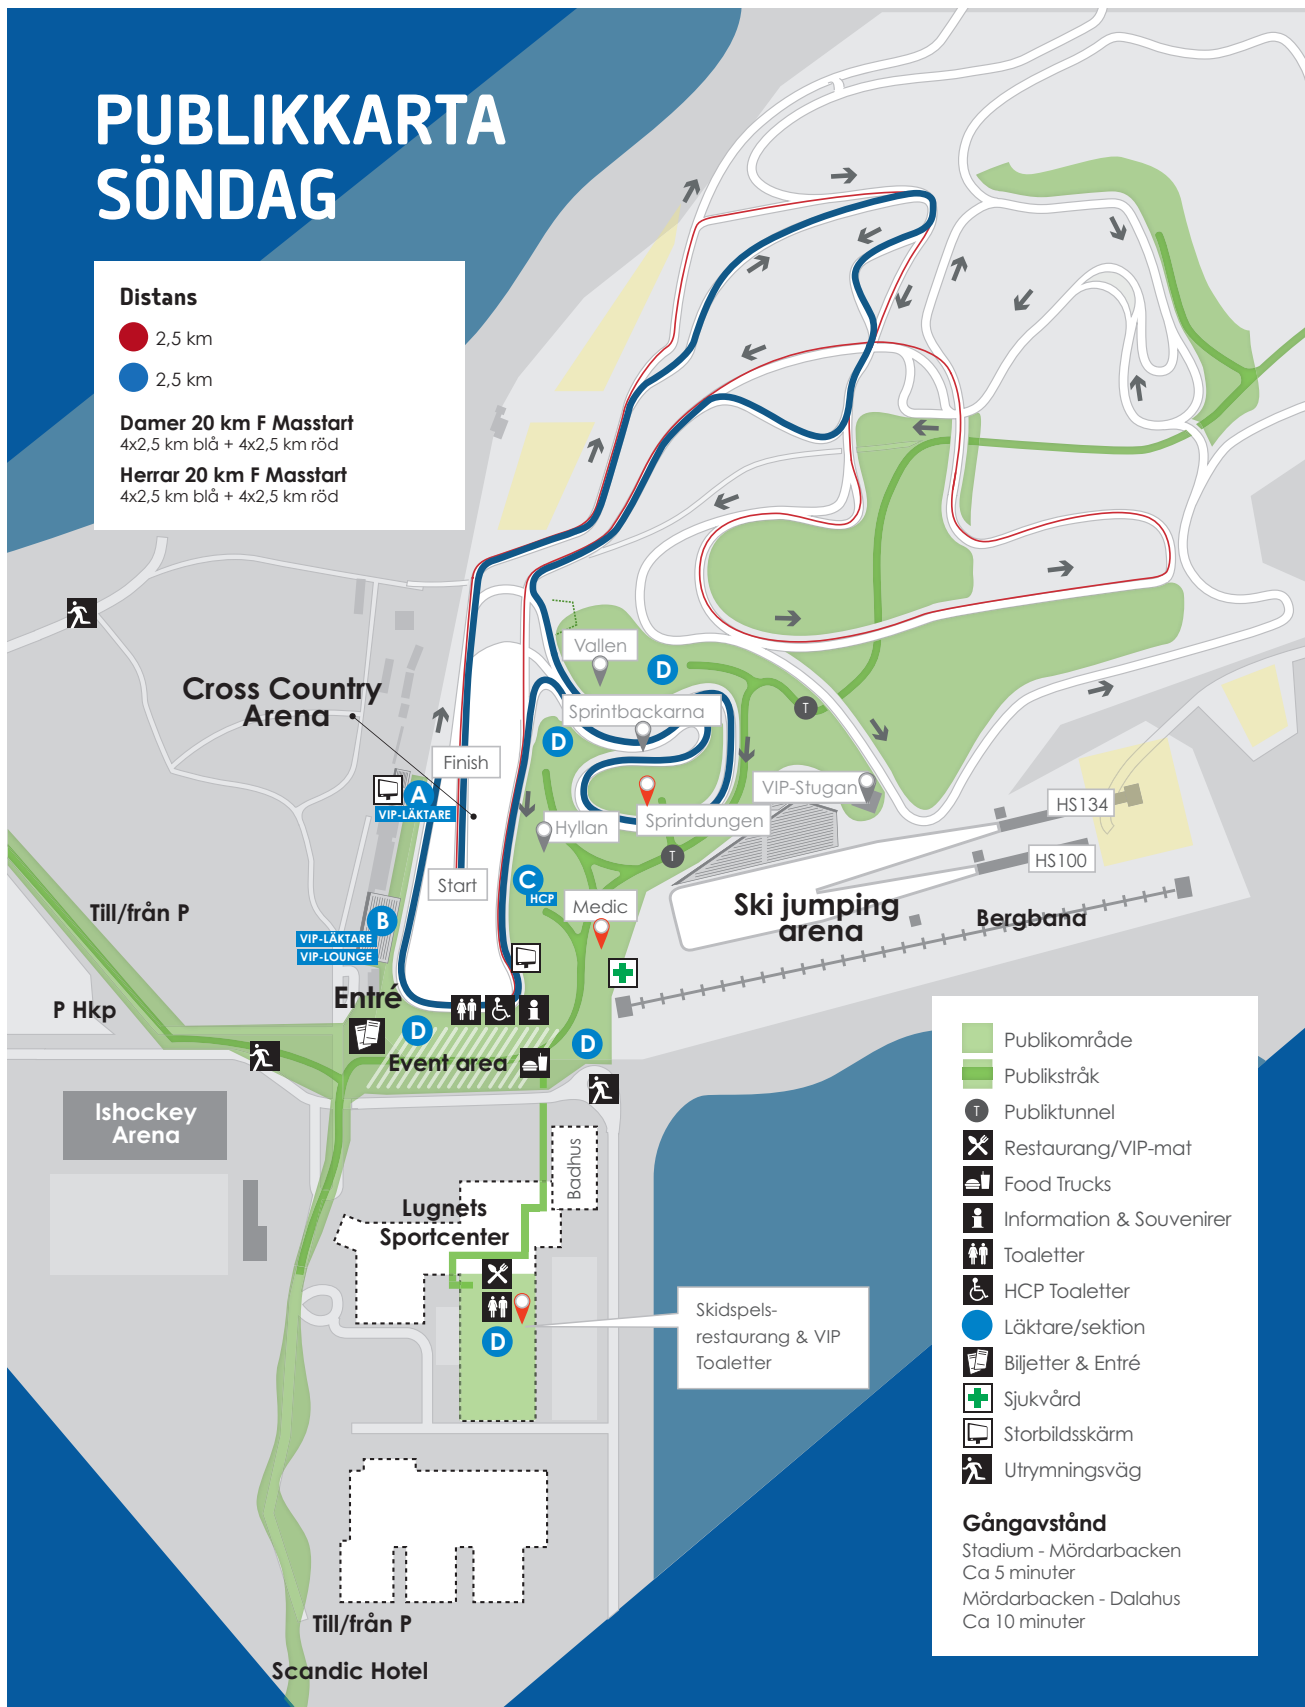 PUBLIKKARTA
SÖNDAG
Distans
2,5 km
2,5 km
Damer 20 km F Masstart
4x2,5 km blå + 4x2,5 km röd
Herrar 20 km F Masstart
4x2,5 km blå + 4x2,5 km röd
Vallen
D
Cross Country
Arena
Sprintbackarna
T
D
Finish
A
VIP-LÄKTARE
VIP-Stugan
HS134
Hyllan
Sprintdungen
T
HS100
Start
C
HCP
Medic
Till/från P
B
VIP-LÄKTARE
VIP-LOUNGE
Ski jumping
arena
Bergbana
Entré
P Hkp
D
D
Event area
Ishockey
Arena
Badhus
Lugnets
Sportcenter
D
Skidspels-
restaurang & VIP
Toaletter
Till/från P
Scandic Hotel
Publikområde
Publikstråk
T
Publiktunnel
Restaurang/VIP-mat
Food Trucks
Information & Souvenirer
Toaletter
HCP Toaletter
Läktare/sektion
Biljetter & Entré
Sjukvård
Storbildsskärm
Utrymningsväg
Gångavstånd
Stadium - Mördarbacken
Ca 5 minuter
Mördarbacken - Dalahus
Ca 10 minuter